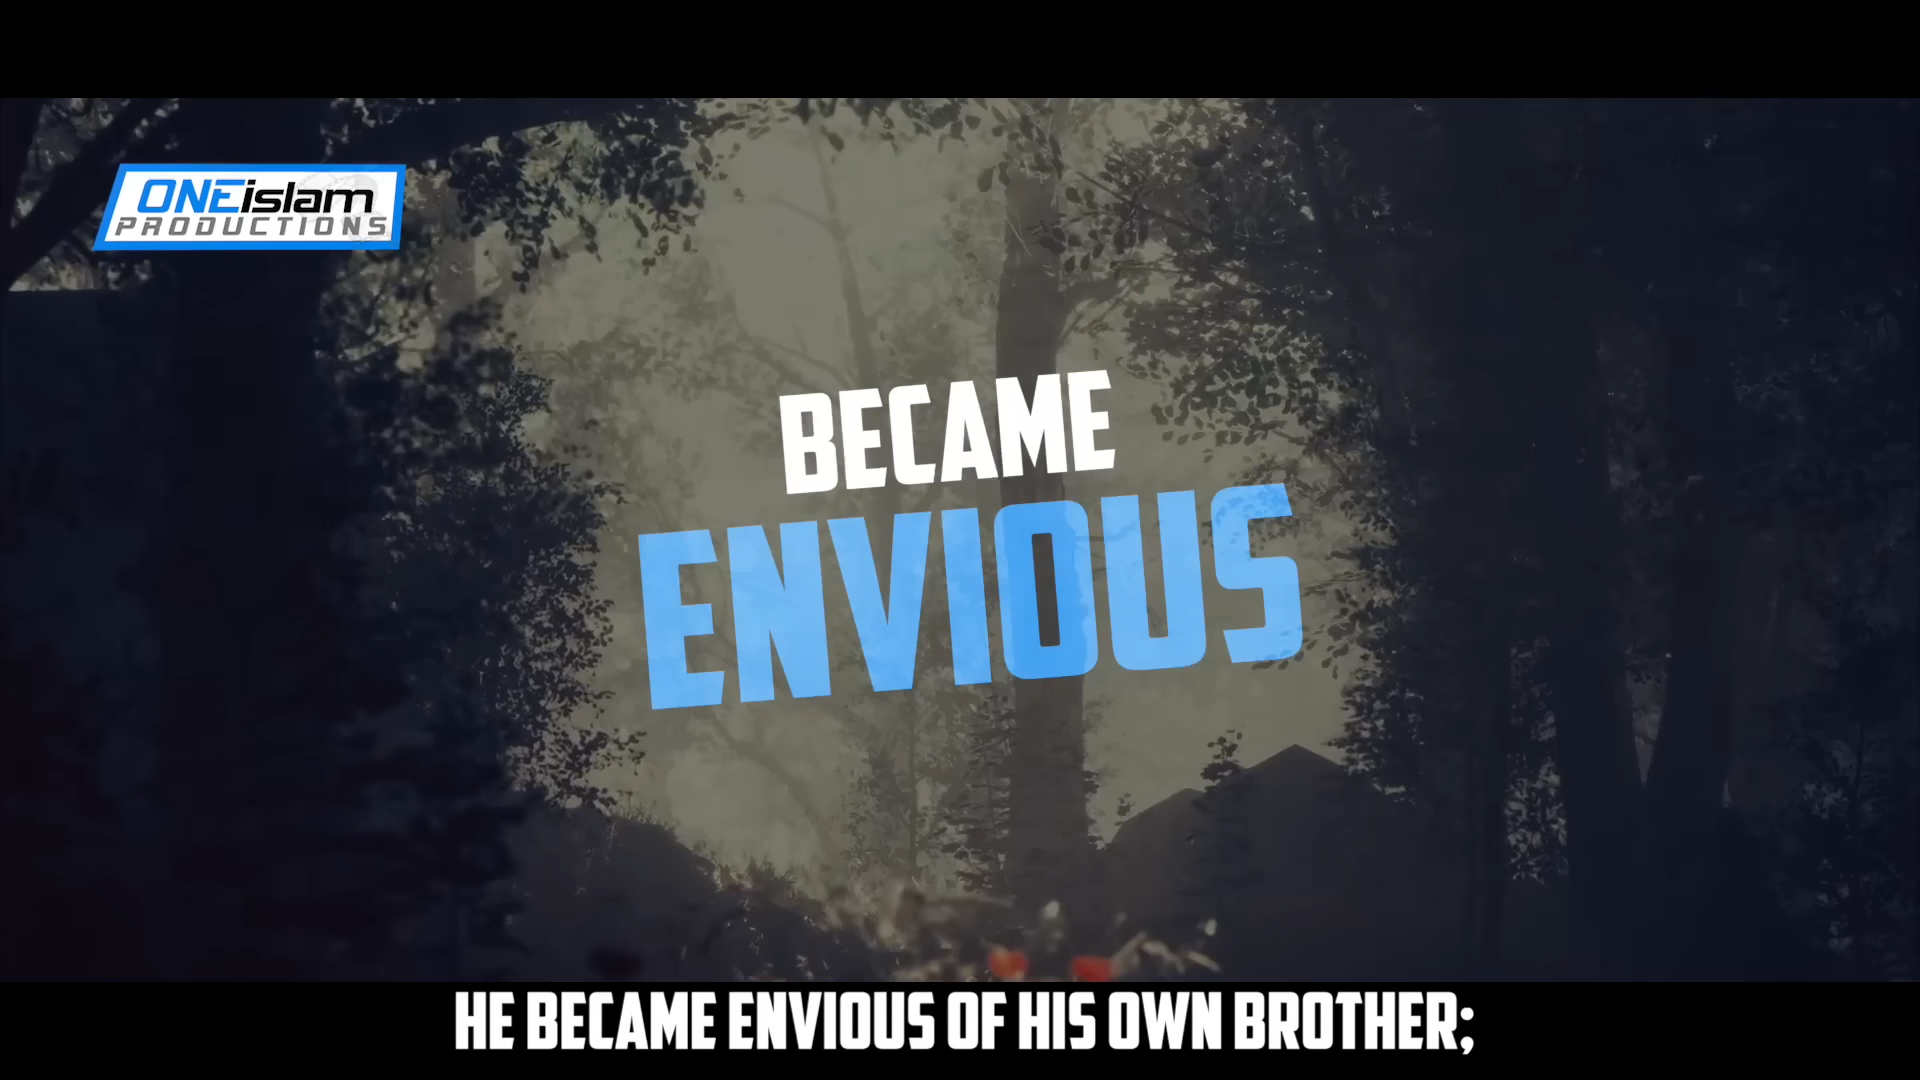 ONEislam
PRODUCTIONS
BECAME
ENVIOUS
HE BECAME ENVIOUS OF HIS OWN BROTHER;